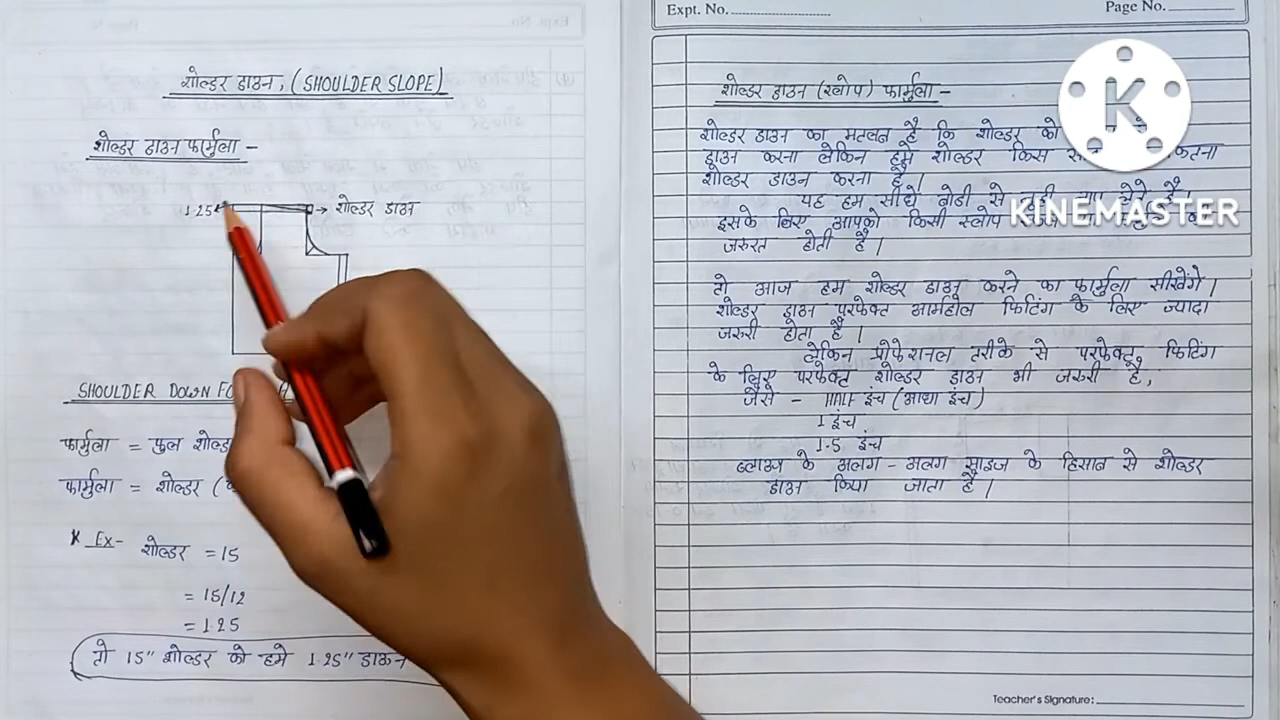 शोल्डर डाउन, (SHOULDER SLOPE)
शोल्डर डाउन फार्मुला -
1.25" → शोल्डर डाउन
SHOULDER DOWN
फार्मुला = फुल
फार्मुला = शोल्डर
Ex- शोल्डर = 15
= 15/12
= 1.25
तो 15" शोल्डर को हमे 1.25" डाउन
Expt. No.
Page No.
शोल्डर डाउन (स्लोप) फार्मुला -
शोल्डर डाउन का मतलब है कि शोल्डर को
डाउन करना लेकिन हमे शोल्डर किस
शोल्डर डाउन करना है।
यह हम सीधे बोडी से नही नाप लेते है।
इसके लिए आपको किसी स्लोप
जरुरत होती है।
तो आज हम शोल्डर डाउन करने का फार्मुला सीखेंगे।
शोल्डर डाउन परफेक्ट आर्महोल फिटिंग के लिए ज्यादा
जरुरी होता है।
लेकिन प्रोफेशनल तरीके से परफेक्ट फिटिंग
के लिए परफेक्ट शोल्डर डाउन भी जरुरी है,
जैसे - इंच (आधा इंच)
1 इंच
1.5 इंच
ब्लाउज के अलग-अलग साइज के हिसाब से शोल्डर
डाउन किया जाता है।
Teacher's Signature:
KINEMASTER